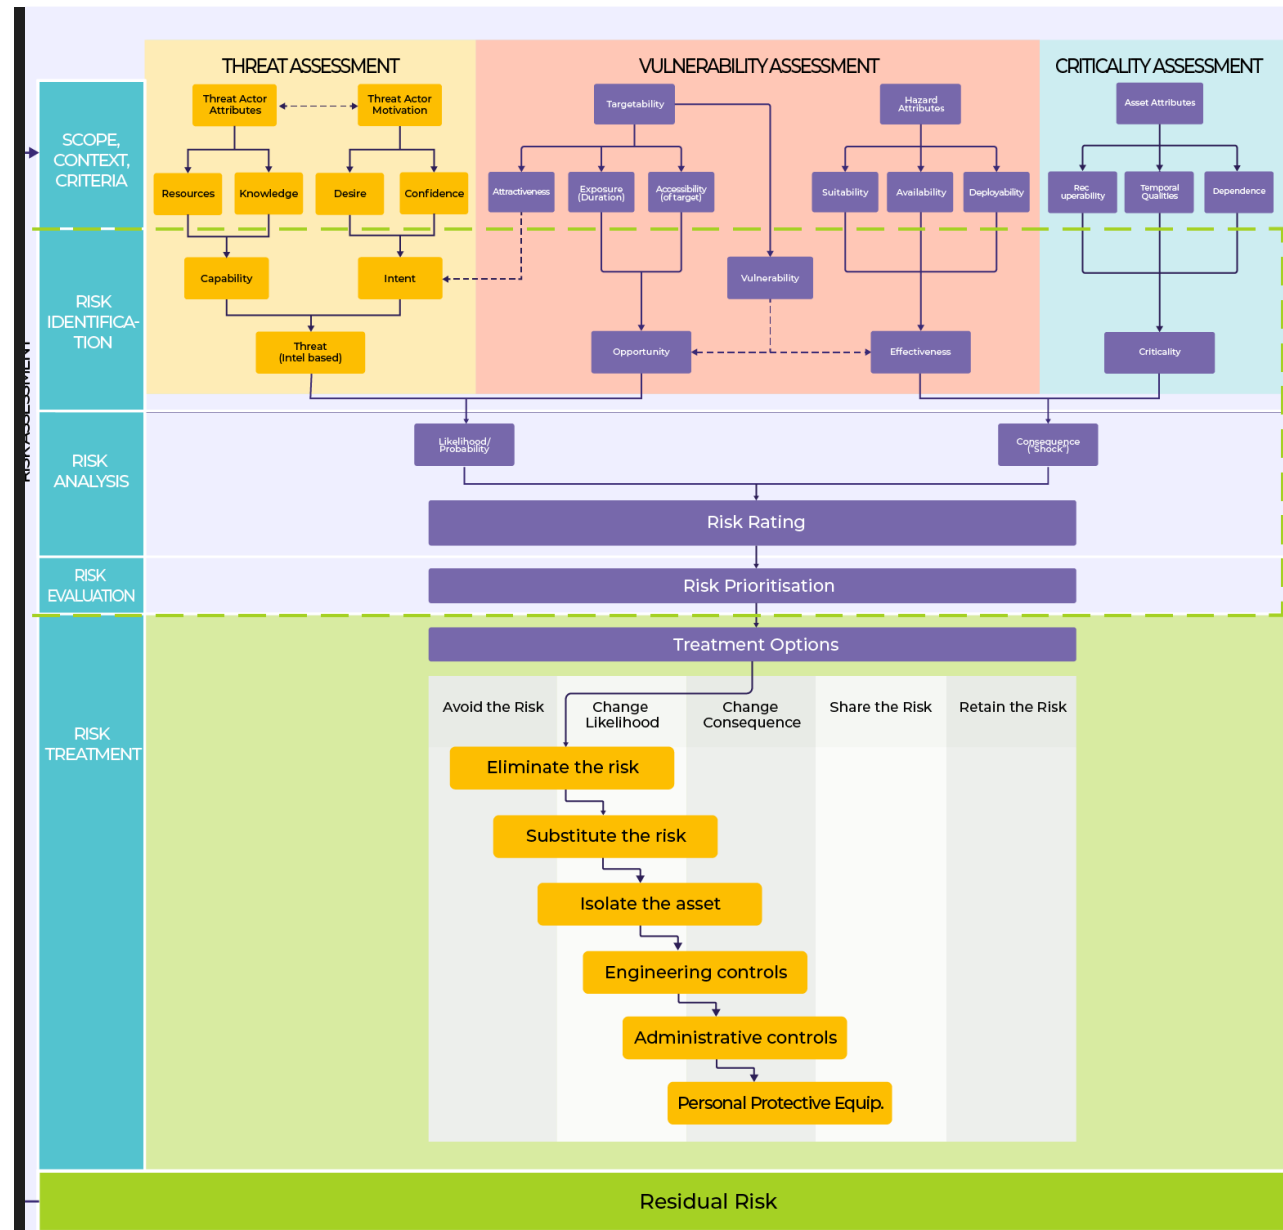 THREAT ASSESSMENT
VULNERABILITY ASSESSMENT
CRITICALITY ASSESSMENT
SCOPE,
CONTEXT,
CRITERIA
Threat Actor
Attributes
Threat Actor
Motivation
Targetability
Hazard
Attributes
Asset Attributes
Resources
Knowledge
Desire
Confidence
Attractiveness
Exposure
(Duration)
Accessibility
(of target)
Suitability
Availability
Deployability
Rec
uperability
Temporal
Qualities
Dependence
RISK
IDENTIFICA-
TION
Capability
Intent
Vulnerability
Threat
(Intel based)
Opportunity
Effectiveness
Criticality
RISK ASSESSMENT
RISK
ANALYSIS
Likelihood/
Probability
Consequence
("Shock")
Risk Rating
RISK
EVALUATION
Risk Prioritisation
RISK
TREATMENT
Treatment Options
Avoid the Risk
Change
Likelihood
Change
Consequence
Share the Risk
Retain the Risk
Eliminate the risk
Substitute the risk
Isolate the asset
Engineering controls
Administrative controls
Personal Protective Equip.
Residual Risk